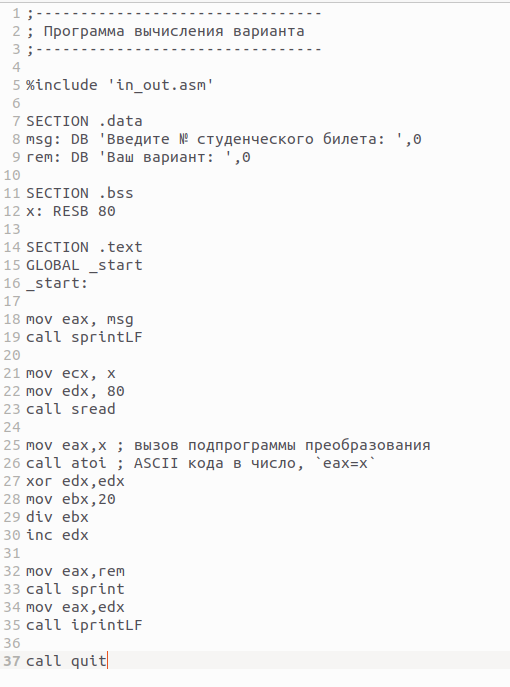 1 ;--------------------------------
2 ; Программа вычисления варианта
3 ;--------------------------------
4
5 %include 'in_out.asm'
6
7 SECTION .data
8 msg: DB 'Введите № студенческого билета: ',0
9 rem: DB 'Ваш вариант: ',0
10
11 SECTION .bss
12 x: RESB 80
13
14 SECTION .text
15 GLOBAL _start
16 _start:
17
18 mov eax, msg
19 call sprintLF
20
21 mov ecx, x
22 mov edx, 80
23 call sread
24
25 mov eax,x ; вызов подпрограммы преобразования
26 call atoi ; ASCII кода в число, `eax=x`
27 xor edx,edx
28 mov ebx,20
29 div ebx
30 inc edx
31
32 mov eax,rem
33 call sprint
34 mov eax,edx
35 call iprintLF
36
37 call quit